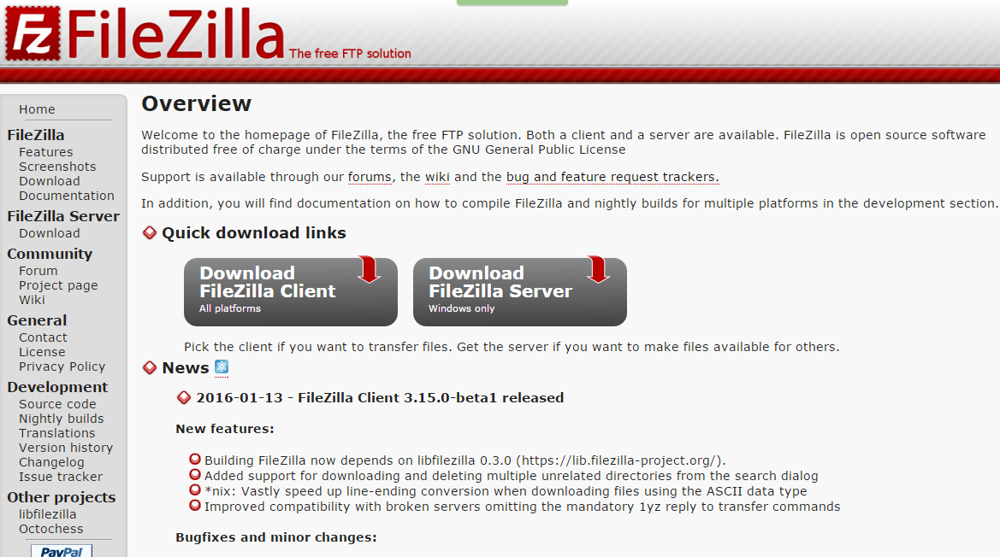 Fz FileZilla The free FTP solution
Home
FileZilla
Features
Screenshots
Download
Documentation
FileZilla Server
Download
Community
Forum
Project page
Wiki
General
Contact
License
Privacy Policy
Development
Source code
Nightly builds
Translations
Version history
Changelog
Issue tracker
Other projects
libfilezilla
Octochess
PayPal
Overview
Welcome to the homepage of FileZilla, the free FTP solution. Both a client and a server are available. FileZilla is open source software
distributed free of charge under the terms of the GNU General Public License
Support is available through our forums, the wiki and the bug and feature request trackers.
In addition, you will find documentation on how to compile FileZilla and nightly builds for multiple platforms in the development section.
Quick download links
Download
FileZilla Client
All platforms
Download
FileZilla Server
Windows only
Pick the client if you want to transfer files. Get the server if you want to make files available for others.
News
2016-01-13 - FileZilla Client 3.15.0-beta1 released
New features:
Building FileZilla now depends on libfilezilla 0.3.0 (https://lib.filezilla-project.org/).
Added support for downloading and deleting multiple unrelated directories from the search dialog
*nix: Vastly speed up line-ending conversion when downloading files using the ASCII data type
Improved compatibility with broken servers omitting the mandatory 1yz reply to transfer commands
Bugfixes and minor changes: